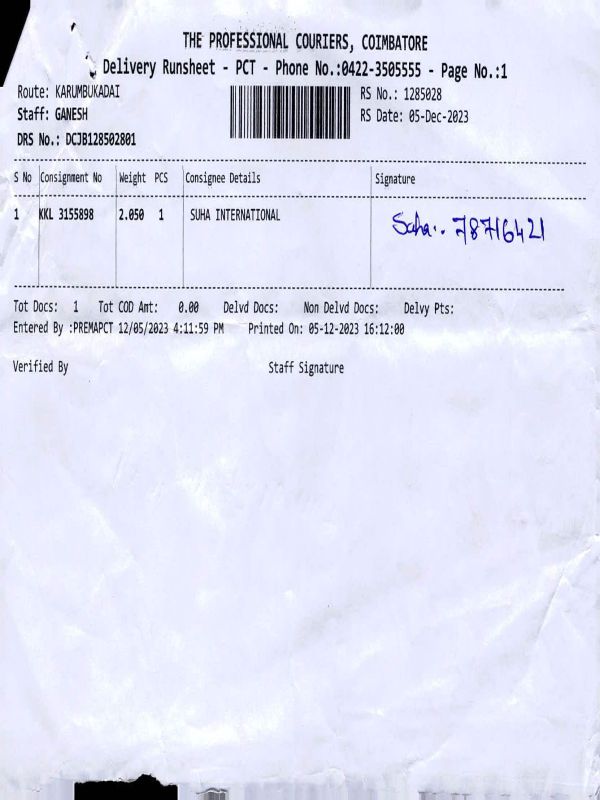 THE PROFESSIONAL COURIERS, COIMBATORE
Delivery Runsheet - PCT - Phone No.:0422-3505555 - Page No.:1
Route: KARUMBUKADAI
RS No.: 1285028
Staff: GANESH
RS Date: 05-Dec-2023
DRS No.: DCJB128502801
S No Consignment No Weight PCS Consignee Details Signature
1 KKL 3155898 2.050 1 SUHA INTERNATIONAL
Suha.. 78716421
Tot Docs: 1 Tot COD Amt: 0.00 Delvd Docs: Non Delvd Docs: Delvy Pts:
Entered By :PREMAPCT 12/05/2023 4:11:59 PM Printed On: 05-12-2023 16:12:00
Verified By Staff Signature